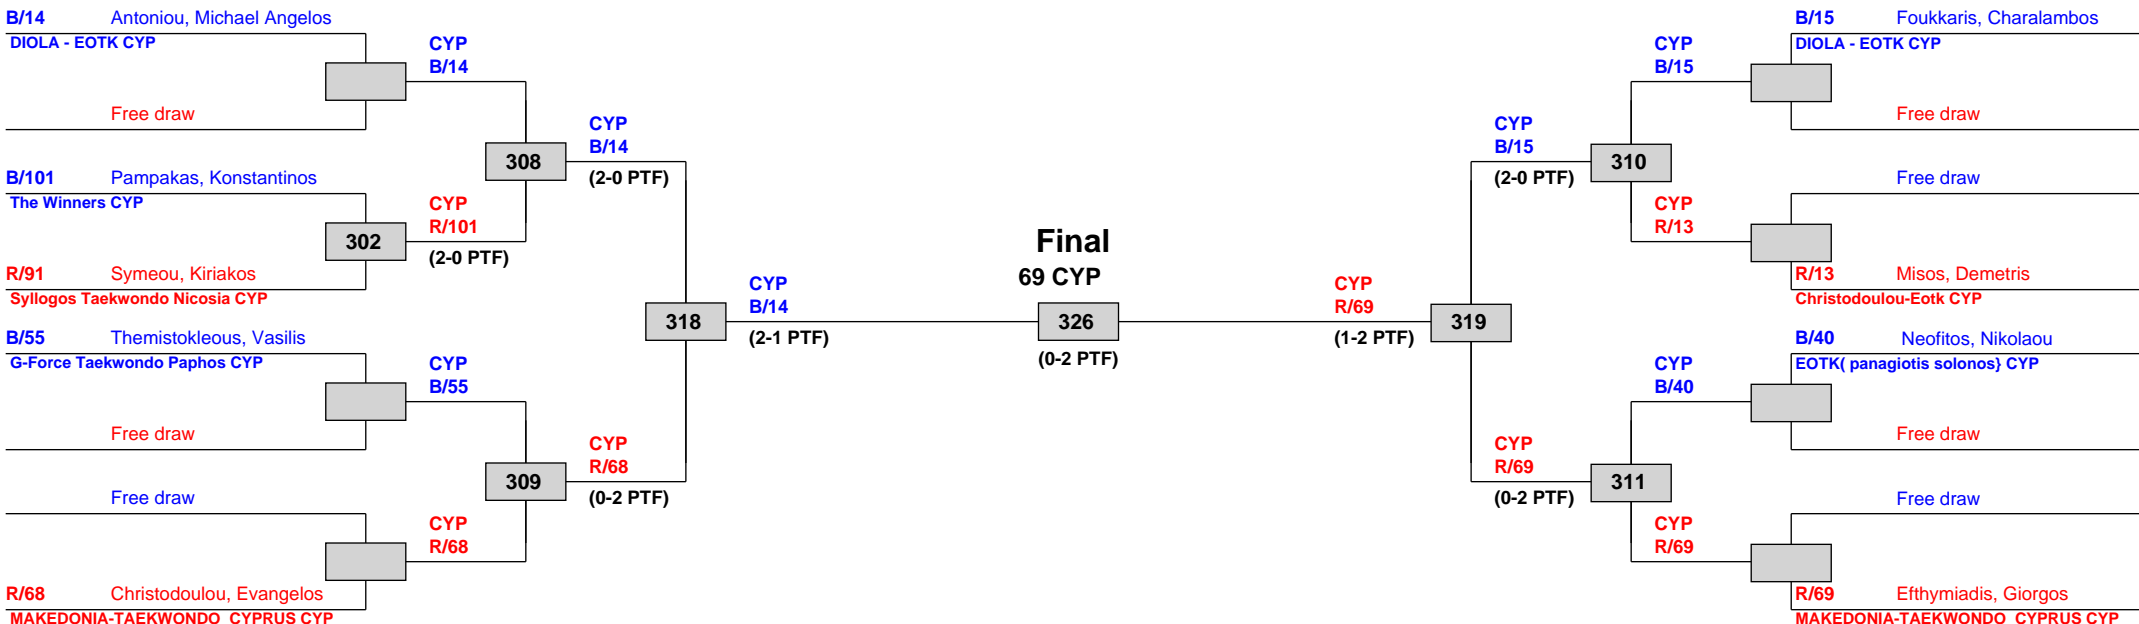 B/14 Antoniou, Michael Angelos
DIOLA - EOTK CYP
Free draw
CYP
B/14
B/101 Pampakas, Konstantinos
The Winners CYP
302
R/91 Symeou, Kiriakos
Syllogos Taekwondo Nicosia CYP
CYP
R/101
(2-0 PTF)
308
CYP
B/14
(2-0 PTF)
B/55 Themistokleous, Vasilis
G-Force Taekwondo Paphos CYP
Free draw
CYP
B/55
Free draw
R/68 Christodoulou, Evangelos
MAKEDONIA-TAEKWONDO CYPRUS CYP
CYP
R/68
309
CYP
R/68
(0-2 PTF)
318
CYP
B/14
(2-1 PTF)
Final
69 CYP
326
(0-2 PTF)
CYP
R/69
(1-2 PTF)
319
CYP
B/15
(2-0 PTF)
310
CYP
B/15
B/15 Foukkaris, Charalambos
DIOLA - EOTK CYP
Free draw
Free draw
CYP
R/13
R/13 Misos, Demetris
Christodoulou-Eotk CYP
CYP
R/69
(0-2 PTF)
311
CYP
B/40
B/40 Neofitos, Nikolaou
EOTK( panagiotis solonos} CYP
Free draw
Free draw
CYP
R/69
R/69 Efthymiadis, Giorgos
MAKEDONIA-TAEKWONDO CYPRUS CYP